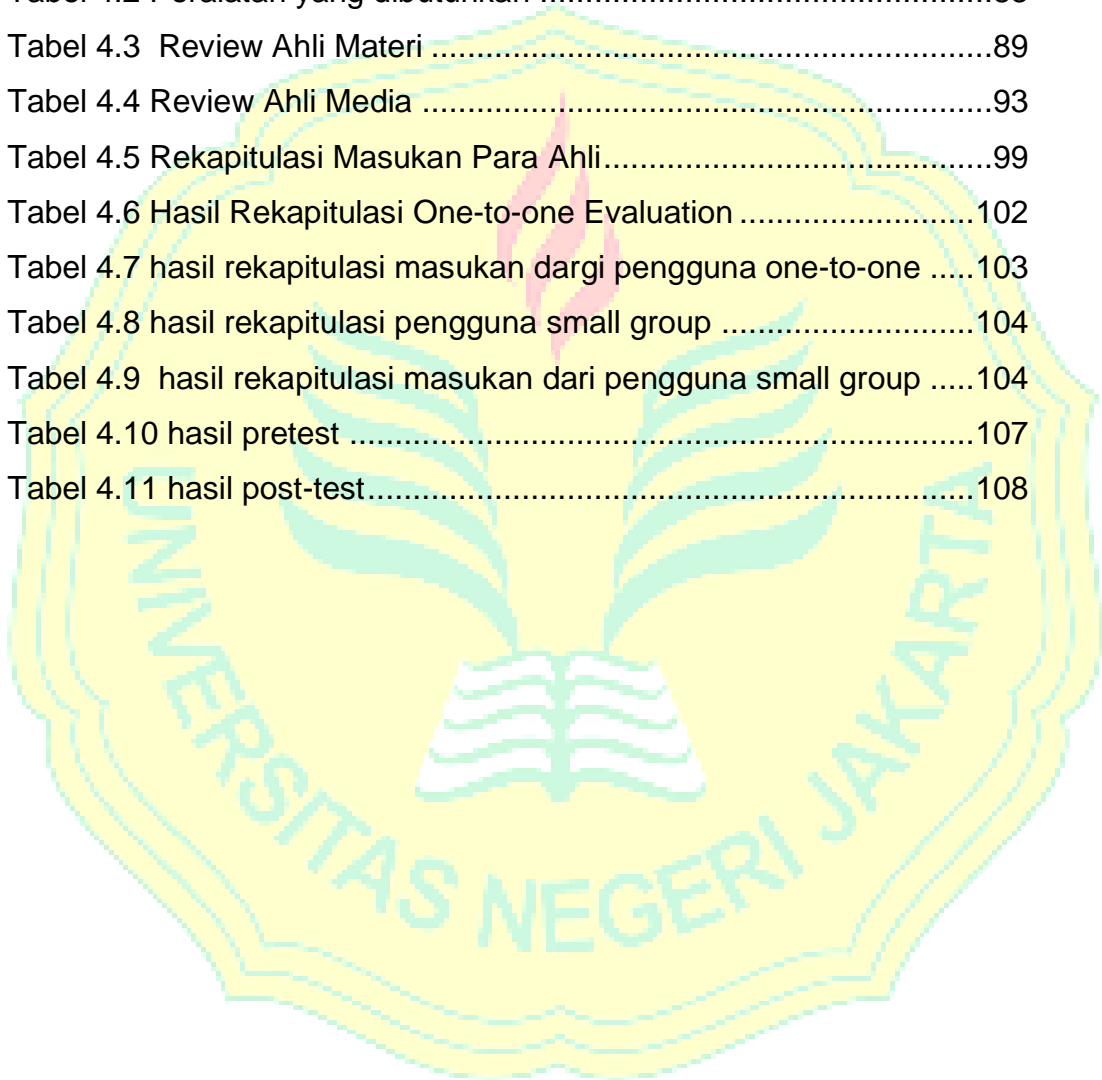 Tabel 4.3  Review Ahli Materi .............................................................89
Tabel 4.4 Review Ahli Media ..............................................................93
Tabel 4.5 Rekapitulasi Masukan Para Ahli..........................................99
Tabel 4.6 Hasil Rekapitulasi One-to-one Evaluation ..........................102
Tabel 4.7 hasil rekapitulasi masukan dargi pengguna one-to-one .....103
Tabel 4.8 hasil rekapitulasi pengguna small group ............................104
Tabel 4.9  hasil rekapitulasi masukan dari pengguna small group .....104
Tabel 4.10 hasil pretest ....................................................................107
Tabel 4.11 hasil post-test..................................................................108
UNIVERSITAS NEGERI JAKARTA